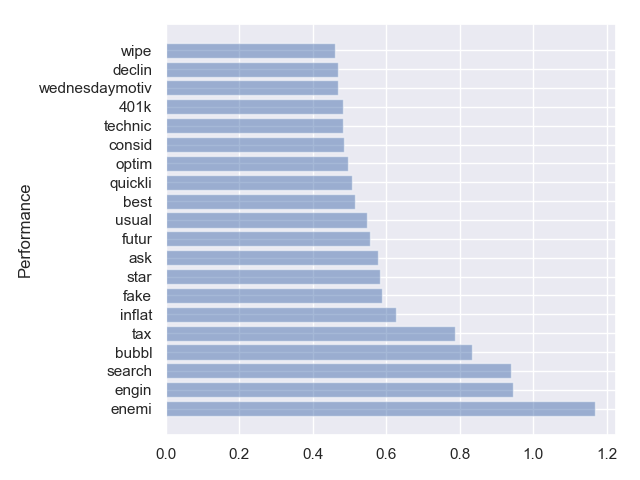 wipe
declin
wednesdaymotiv
401k
technic
consid
optim
quickli
best
usual
futur
ask
star
fake
inflat
tax
bubbl
search
engin
enemi
Performance
0.0 0.2 0.4 0.6 0.8 1.0 1.2